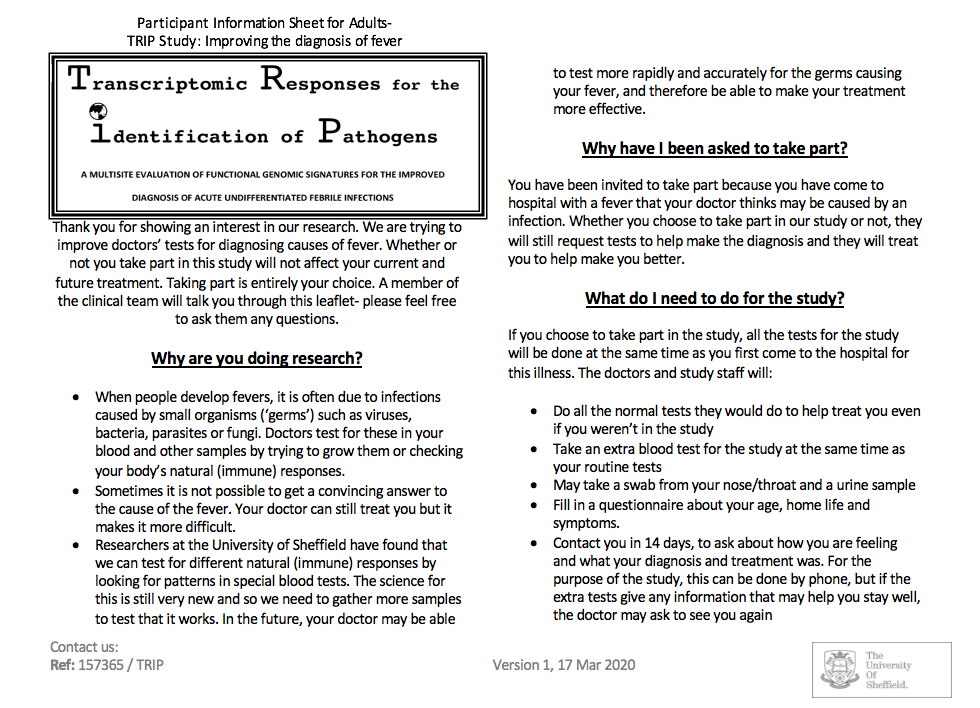 Participant Information Sheet for Adults-
TRIP Study: Improving the diagnosis of fever
Transcriptomic Responses for the
identification of Pathogens
A MULTISITE EVALUATION OF FUNCTIONAL GENOMIC SIGNATURES FOR THE IMPROVED
DIAGNOSIS OF ACUTE UNDIFFERENTIATED FEBRILE INFECTIONS
Thank you for showing an interest in our research. We are trying to
improve doctors’ tests for diagnosing causes of fever. Whether or
not you take part in this study will not affect your current and
future treatment. Taking part is entirely your choice. A member of
the clinical team will talk you through this leaflet- please feel free
to ask them any questions.
Why are you doing research?
• When people develop fevers, it is often due to infections
caused by small organisms (‘germs’) such as viruses,
bacteria, parasites or fungi. Doctors test for these in your
blood and other samples by trying to grow them or checking
your body’s natural (immune) responses.
• Sometimes it is not possible to get a convincing answer to
the cause of the fever. Your doctor can still treat you but it
makes it more difficult.
• Researchers at the University of Sheffield have found that
we can test for different natural (immune) responses by
looking for patterns in special blood tests. The science for
this is still very new and so we need to gather more samples
to test that it works. In the future, your doctor may be able
to test more rapidly and accurately for the germs causing
your fever, and therefore be able to make your treatment
more effective.
Why have I been asked to take part?
You have been invited to take part because you have come to
hospital with a fever that your doctor thinks may be caused by an
infection. Whether you choose to take part in our study or not, they
will still request tests to help make the diagnosis and they will treat
you to help make you better.
What do I need to do for the study?
If you choose to take part in the study, all the tests for the study
will be done at the same time as you first come to the hospital for
this illness. The doctors and study staff will:
• Do all the normal tests they would do to help treat you even
if you weren’t in the study
• Take an extra blood test for the study at the same time as
your routine tests
• May take a swab from your nose/throat and a urine sample
• Fill in a questionnaire about your age, home life and
symptoms.
• Contact you in 14 days, to ask about how you are feeling
and what your diagnosis and treatment was. For the
purpose of the study, this can be done by phone, but if the
extra tests give any information that may help you stay well,
the doctor may ask to see you again
Contact us:
Ref: 157365 / TRIP
Version 1, 17 Mar 2020
The
University
Of
Sheffield.